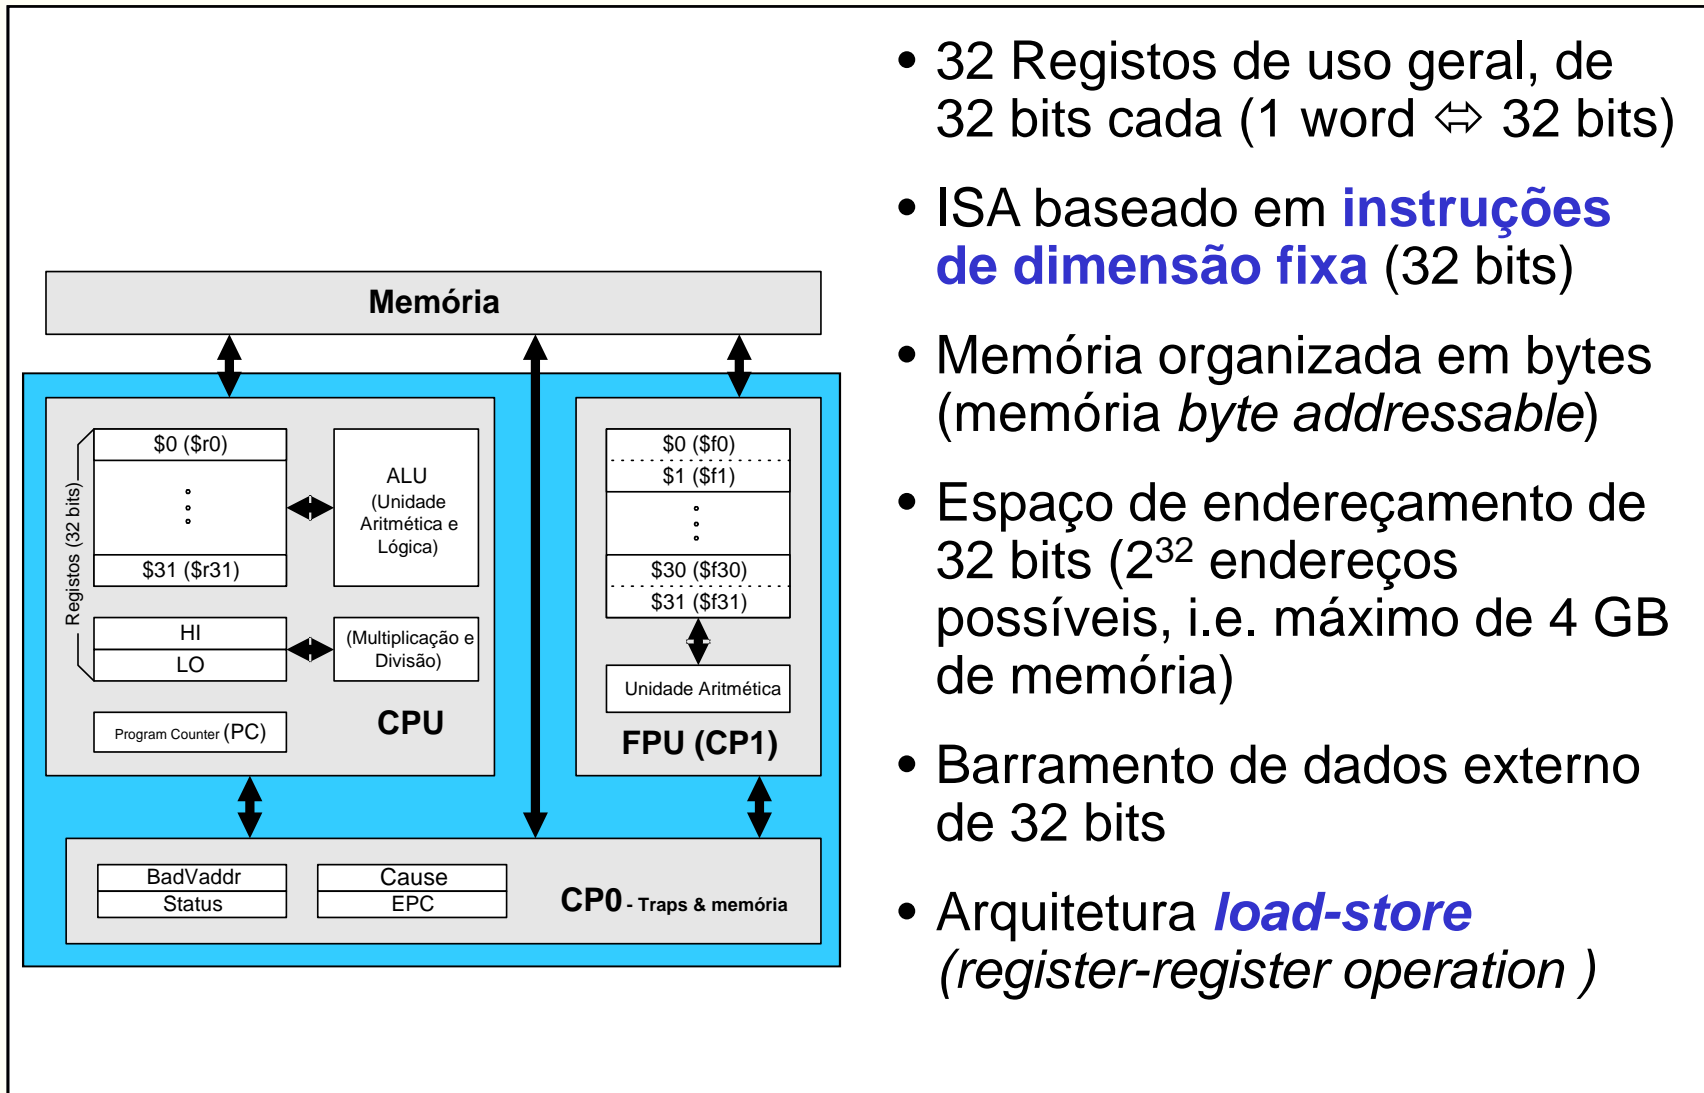 Memória
Registos (32 bits)
$0 ($r0)
$31 ($r31)
HI
LO
Program Counter (PC)
ALU
(Unidade
Aritmética e
Lógica)
(Multiplicação e
Divisão)
CPU
$0 ($f0)
$1 ($f1)
$30 ($f30)
$31 ($f31)
Unidade Aritmética
FPU (CP1)
BadVaddr
Status
Cause
EPC
CP0 - Traps & memória
• 32 Registos de uso geral, de
32 bits cada (1 word ⇔ 32 bits)
• ISA baseado em instruções
de dimensão fixa (32 bits)
• Memória organizada em bytes
(memória byte addressable)
• Espaço de endereçamento de
32 bits (2³² endereços
possíveis, i.e. máximo de 4 GB
de memória)
• Barramento de dados externo
de 32 bits
• Arquitetura load-store
(register-register operation )